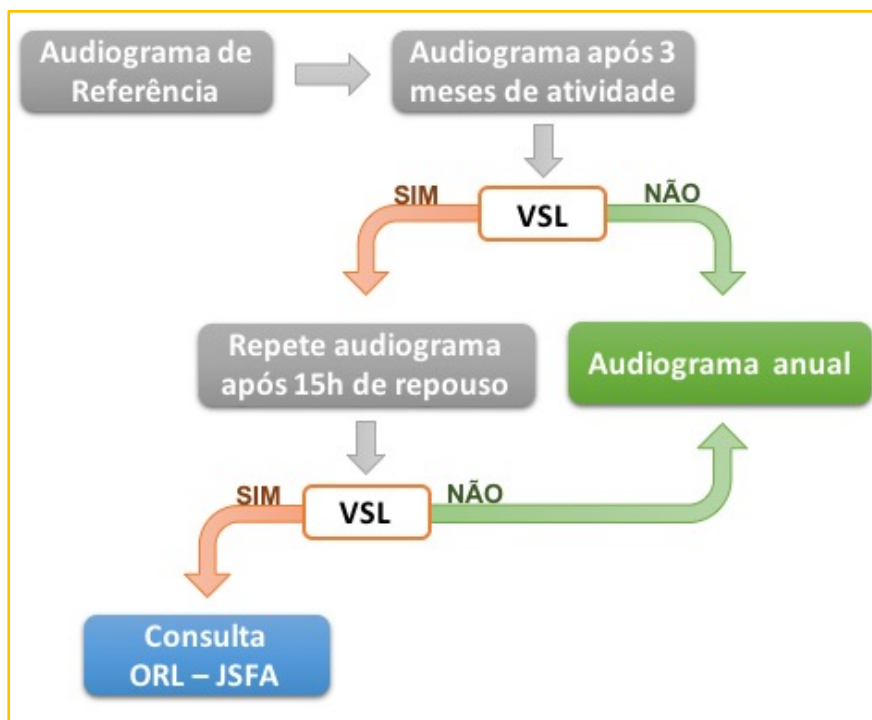 Audiograma de
Referência
Audiograma após 3
meses de atividade
SIM
VSL
NÃO
Repete audiograma
após 15h de repouso
Audiograma anual
SIM
VSL
NÃO
Consulta
ORL – JSFA